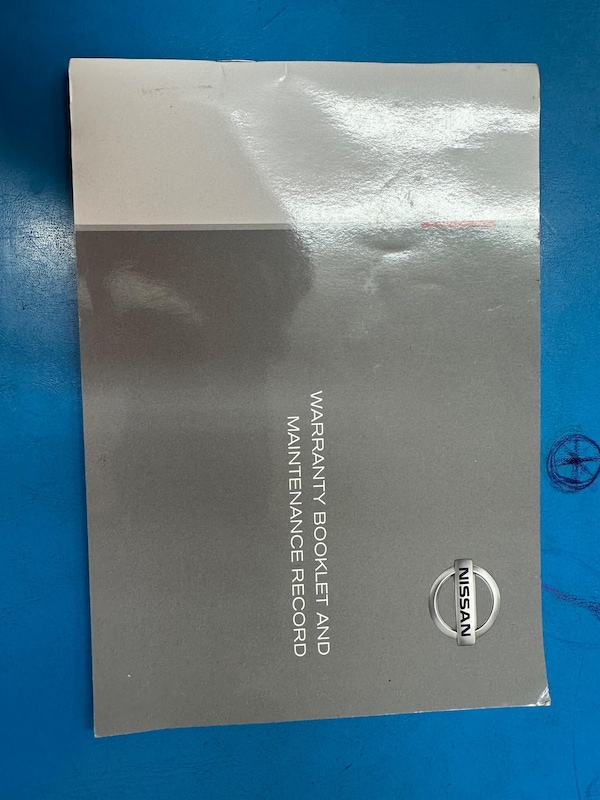 NISSAN
WARRANTY BOOKLET AND
MAINTENANCE RECORD